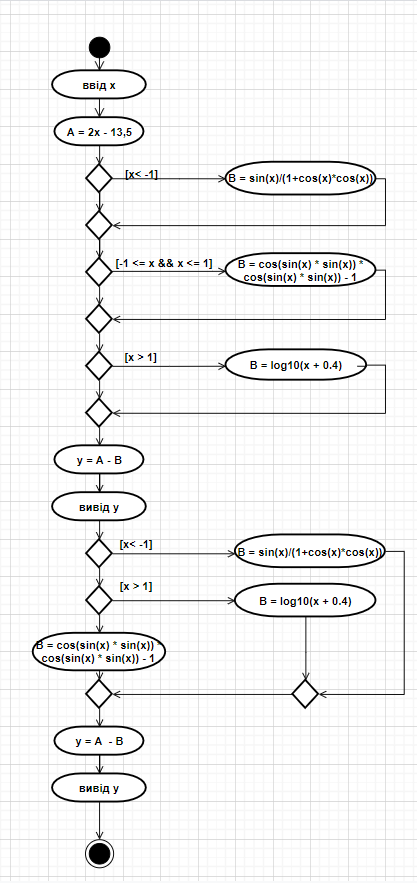 ввід x
A = 2x - 13,5
[x< -1]
B = sin(x)/(1+cos(x)*cos(x))
[-1 <= x && x <= 1]
B = cos(sin(x) * sin(x)) *
cos(sin(x) * sin(x)) - 1
[x > 1]
B = log10(x + 0.4)
y = A - B
вивід y
[x< -1]
B = sin(x)/(1+cos(x)*cos(x))
[x > 1]
B = log10(x + 0.4)
B = cos(sin(x) * sin(x)) *
cos(sin(x) * sin(x)) - 1
y = A - B
вивід y